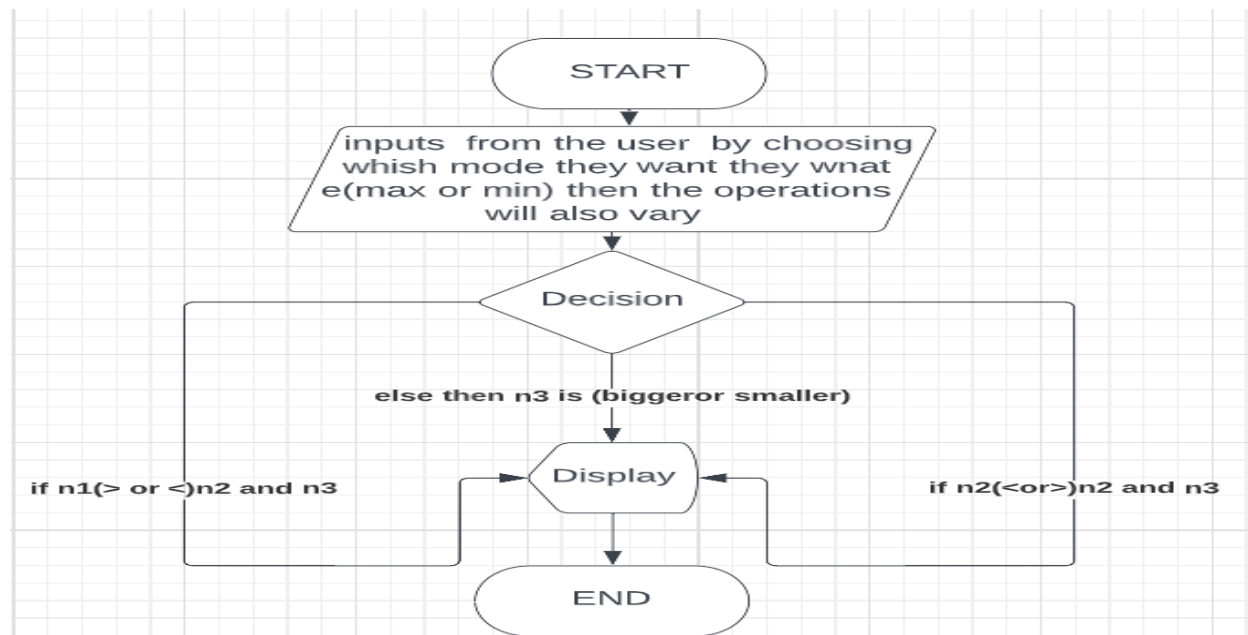 START
inputs from the user by choosing
whish mode they want they wnat
e(max or min) then the operations
will also vary
Decision
else then n3 is (biggeror smaller)
Display
if n1(> or <)n2 and n3
if n2(<or>)n2 and n3
END